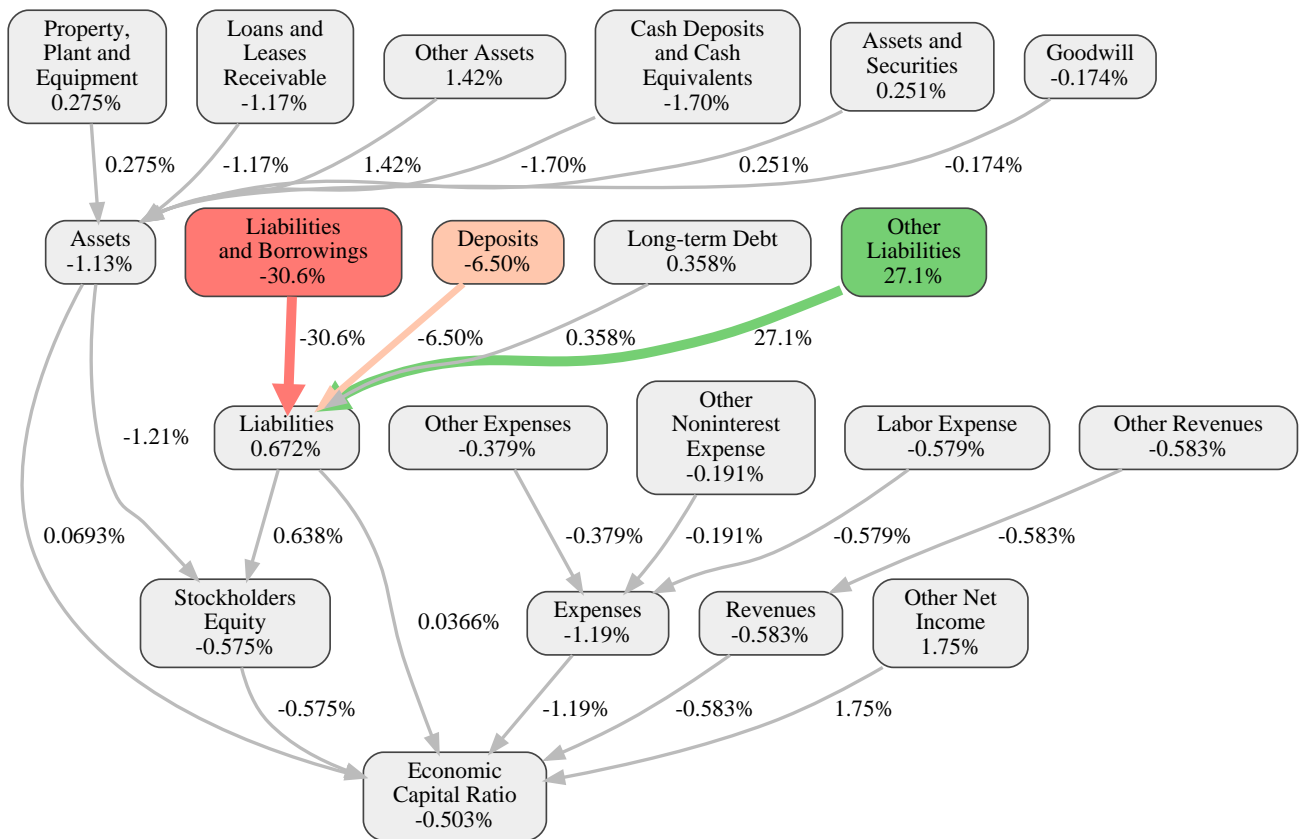 Property,
Plant and
Equipment
0.275%
Loans and
Leases
Receivable
-1.17%
Other Assets
1.42%
Cash Deposits
and Cash
Equivalents
-1.70%
Assets and
Securities
0.251%
Goodwill
-0.174%
0.275%
-1.17%
1.42%
-1.70%
0.251%
-0.174%
Assets
-1.13%
Liabilities
and Borrowings
-30.6%
Deposits
-6.50%
Long-term Debt
0.358%
Other
Liabilities
27.1%
-30.6%
-6.50%
0.358%
27.1%
-1.21%
Liabilities
0.672%
Other Expenses
-0.379%
Other
Noninterest
Expense
-0.191%
Labor Expense
-0.579%
Other Revenues
-0.583%
0.0693%
0.638%
-0.379%
-0.191%
-0.579%
-0.583%
Stockholders
Equity
-0.575%
0.0366%
Expenses
-1.19%
Revenues
-0.583%
Other Net
Income
1.75%
-0.575%
-1.19%
-0.583%
1.75%
Economic
Capital Ratio
-0.503%